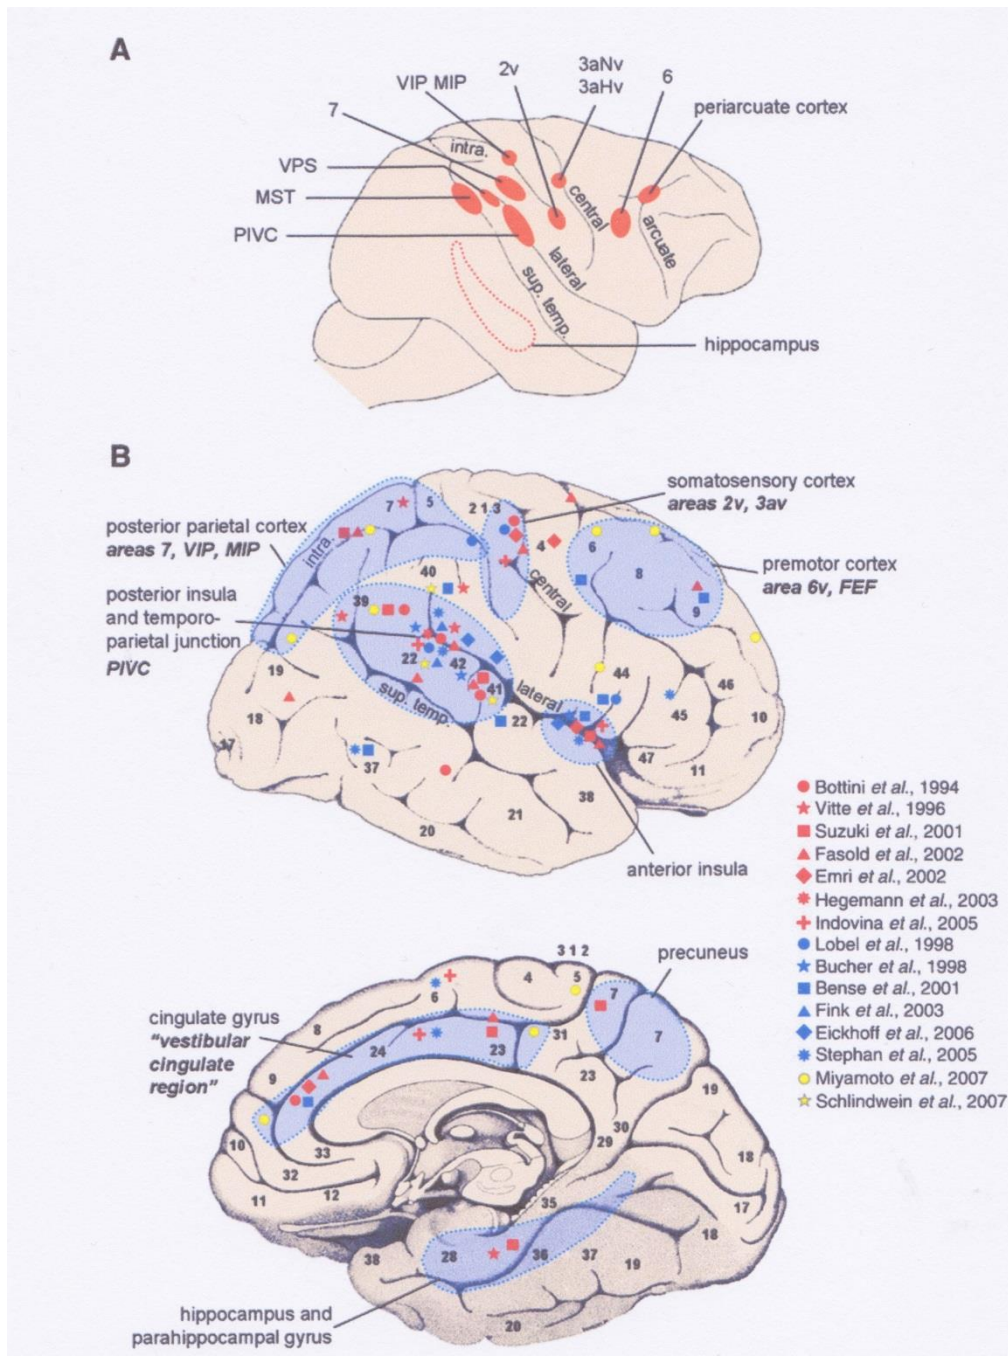 A
VIP MIP
2v
3aNv
3aHv
6
periarcuate cortex
7
VPS
MST
PIVC
intra.
central
arcuate
lateral
sup. temp.
hippocampus
B
posterior parietal cortex
areas 7, VIP, MIP
posterior insula
and temporo-
parietal junction
PIVC
somatosensory cortex
areas 2v, 3av
premotor cortex
area 6v, FEF
7
5
2 1 3
4
6
8
9
intra.
central
40
39
22
42
41
19
18
17
sup. temp.
lateral
22
44
45
46
10
47
11
37
38
21
20
anterior insula
Bottini et al., 1994
Vitte et al., 1996
Suzuki et al., 2001
Fasold et al., 2002
Emri et al., 2002
Hegemann et al., 2003
Indovina et al., 2005
Lobel et al., 1998
Bucher et al., 1998
Bense et al., 2001
Fink et al., 2003
Eickhoff et al., 2006
Stephan et al., 2005
Miyamoto et al., 2007
Schlindwein et al., 2007
cingulate gyrus
"vestibular
cingulate
region"
precuneus
3 1 2
4
5
7
7
6
8
24
23
31
9
23
19
10
33
32
12
11
29
30
18
17
35
18
38
28
36
37
19
20
hippocampus and
parahippocampal gyrus